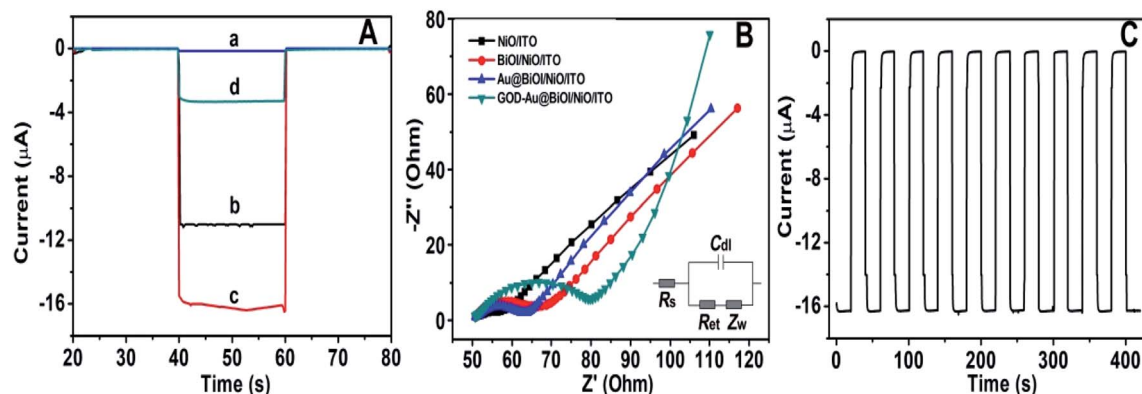 A
0
-4
-8
-12
-16
a
d
b
c
20 40 60 80
Time (s)
Current (μA)
B
-80
60
40
20
0
NiO/ITO
BiOI/NiO/ITO
Au@BiOI/NiO/ITO
GOD-Au@BiOI/NiO/ITO
Cdl
Rs
Ret Zw
50 60 70 80 90 100 110 120
Z' (Ohm)
-Z'' (Ohm)
C
0
-4
-8
-12
-16
0 100 200 300 400
Time (s)
Current (μA)